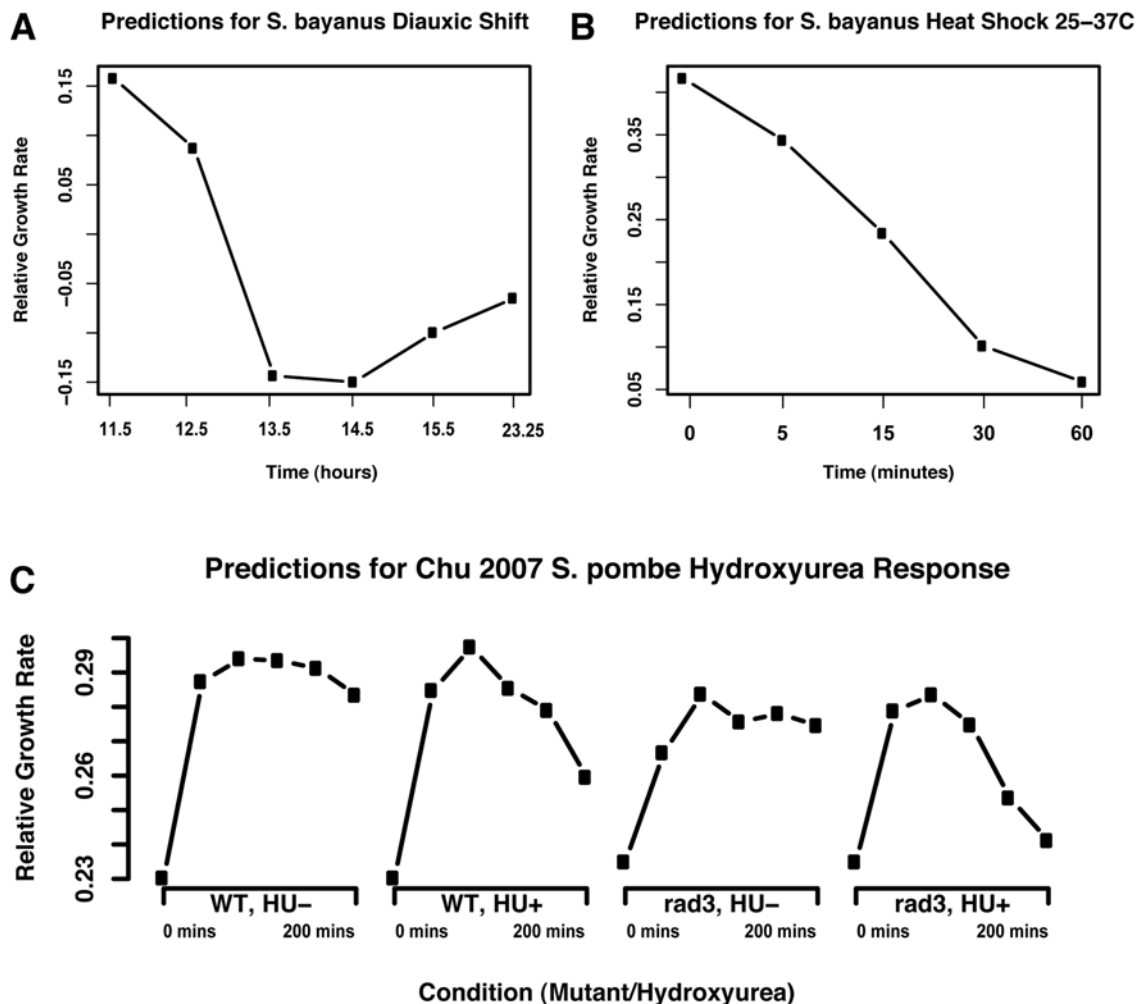 A
Predictions for S. bayanus Diauxic Shift
Relative Growth Rate
0.15
0.05
−0.05
−0.15
11.5 12.5 13.5 14.5 15.5 23.25
Time (hours)
B
Predictions for S. bayanus Heat Shock 25–37C
Relative Growth Rate
0.35
0.25
0.15
0.05
0 5 15 30 60
Time (minutes)
C
Predictions for Chu 2007 S. pombe Hydroxyurea Response
Relative Growth Rate
0.29
0.26
0.23
WT, HU− WT, HU+ rad3, HU− rad3, HU+
0 mins 200 mins 0 mins 200 mins 0 mins 200 mins 0 mins 200 mins
Condition (Mutant/Hydroxyurea)